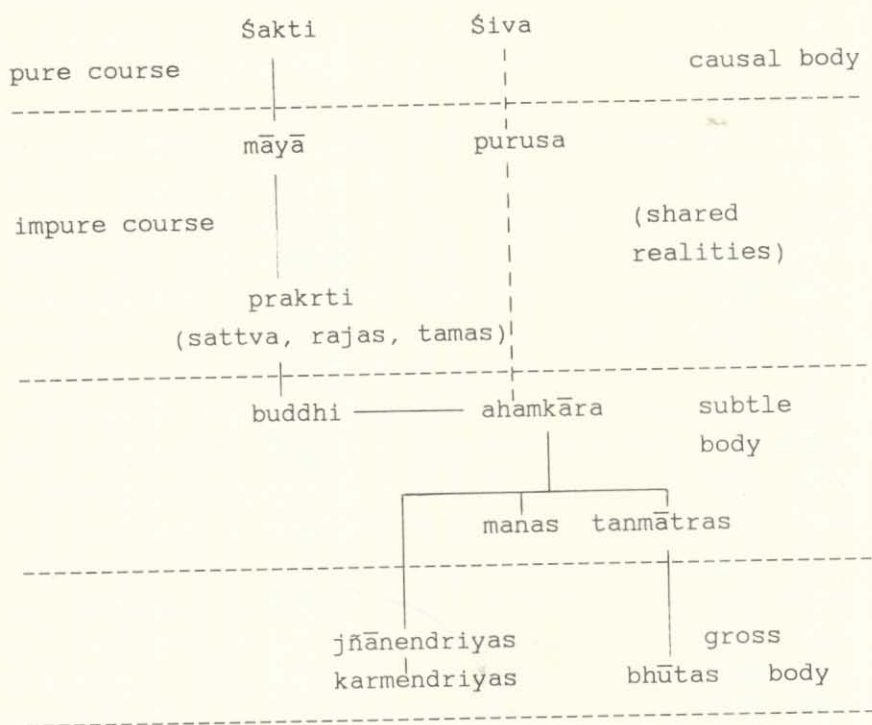 Śakti Śiva
pure course causal body
māyā purusa
impure course (shared
realities)
prakrti
(sattva, rajas, tamas)
buddhi ahamkāra subtle
body
manas tanmātras
jñānendriyas gross
karmendriyas bhūtas body